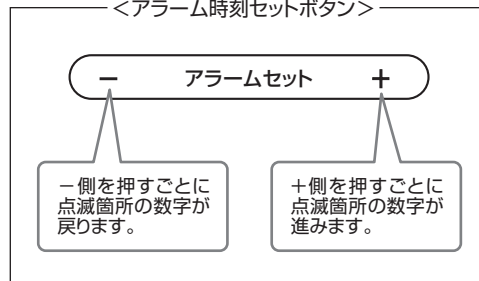 <アラーム時刻セットボタン>
− アラームセット +
−側を押すごとに
点滅箇所の数字が
戻ります。
+側を押すごとに
点滅箇所の数字が
進みます。